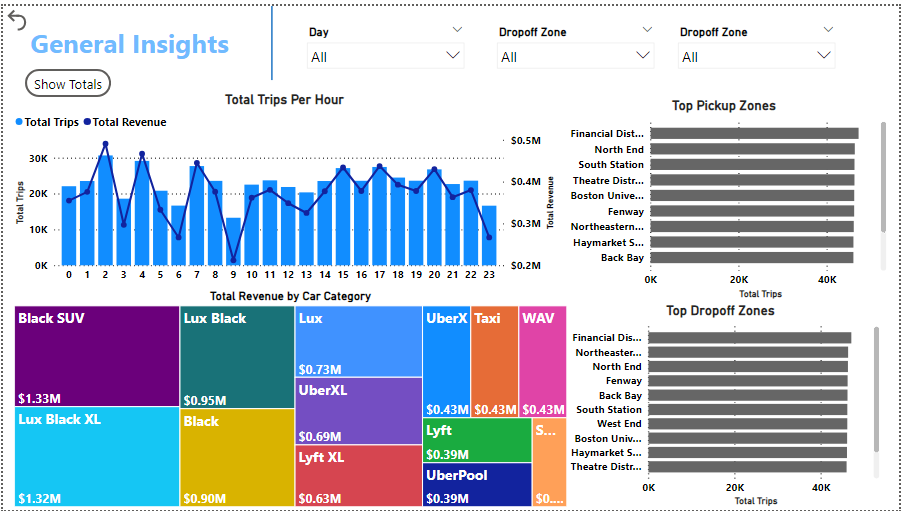 General Insights
Show Totals
Day
All
Dropoff Zone
All
Dropoff Zone
All
Total Trips Per Hour
Total Trips Total Revenue
Total Trips
30K
20K
10K
0K
$0.5M
$0.4M
$0.3M
$0.2M
Total Revenue
0 1 2 3 4 5 6 7 8 9 10 11 12 13 14 15 16 17 18 19 20 21 22 23
Top Pickup Zones
Financial Dist...
North End
South Station
Theatre Distr...
Boston Unive...
Fenway
Northeastern...
Haymarket S...
Back Bay
0K 20K 40K
Total Trips
Total Revenue by Car Category
Black SUV
$1.33M
Lux Black XL
$1.32M
Lux Black
$0.95M
Black
$0.90M
Lux
$0.73M
UberXL
$0.69M
Lyft XL
$0.63M
UberX
$0.43M
Taxi
$0.43M
WAV
$0.43M
Lyft
$0.39M
UberPool
$0.39M
S...
$0....
Top Dropoff Zones
Financial Dis...
Northeaster...
North End
Fenway
Back Bay
South Station
West End
Boston Univ...
Haymarket S...
Theatre Distr...
0K 20K 40K
Total Trips